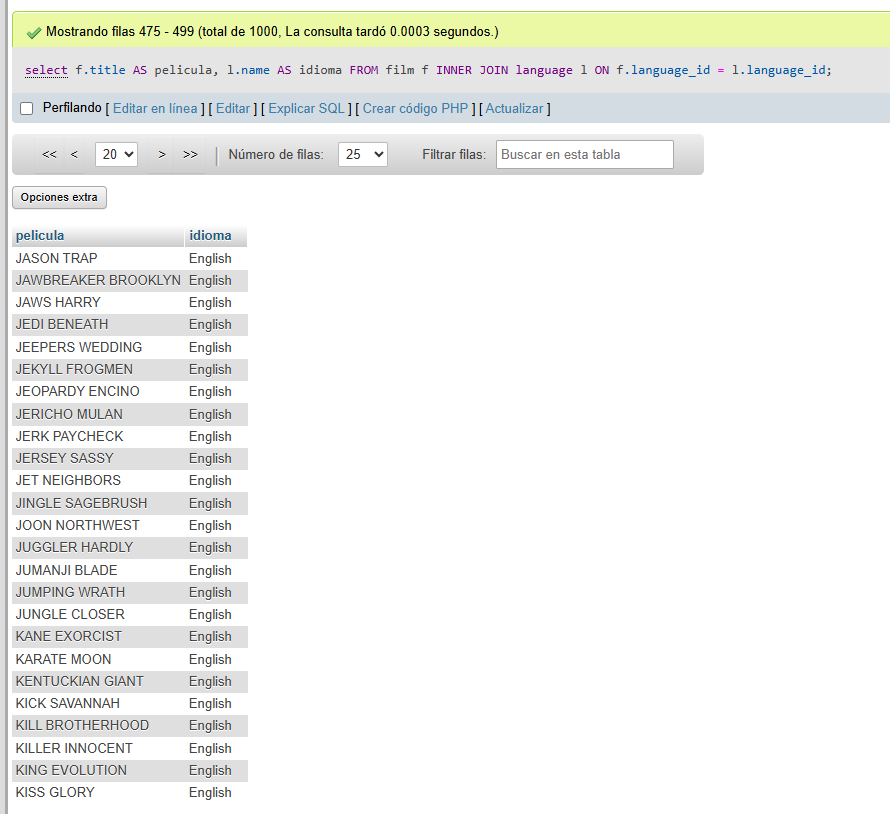 Mostrando filas 475 - 499 (total de 1000, La consulta tardó 0.0003 segundos.)
select f.title AS pelicula, l.name AS idioma FROM film f INNER JOIN language l ON f.language_id = l.language_id;
Perfilando [ Editar en línea ] [ Editar ] [ Explicar SQL ] [ Crear código PHP ] [ Actualizar ]
<< < 20 > >> | Número de filas: 25 Filtrar filas: Buscar en esta tabla
Opciones extra
pelicula idioma
JASON TRAP English
JAWBREAKER BROOKLYN English
JAWS HARRY English
JEDI BENEATH English
JEEPERS WEDDING English
JEKYLL FROGMEN English
JEOPARDY ENCINO English
JERICHO MULAN English
JERK PAYCHECK English
JERSEY SASSY English
JET NEIGHBORS English
JINGLE SAGEBRUSH English
JOON NORTHWEST English
JUGGLER HARDLY English
JUMANJI BLADE English
JUMPING WRATH English
JUNGLE CLOSER English
KANE EXORCIST English
KARATE MOON English
KENTUCKIAN GIANT English
KICK SAVANNAH English
KILL BROTHERHOOD English
KILLER INNOCENT English
KING EVOLUTION English
KISS GLORY English